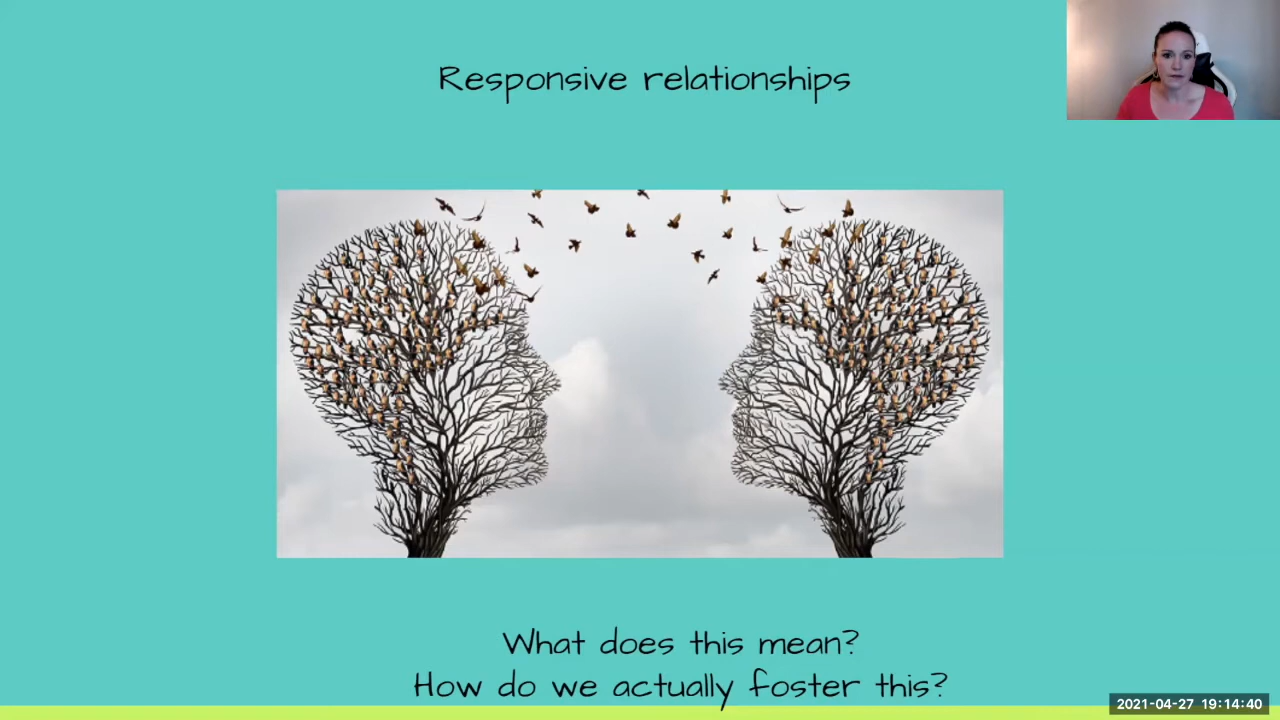 Responsive relationships
What does this mean?
How do we actually foster this?
2021-04-27 19:14:40